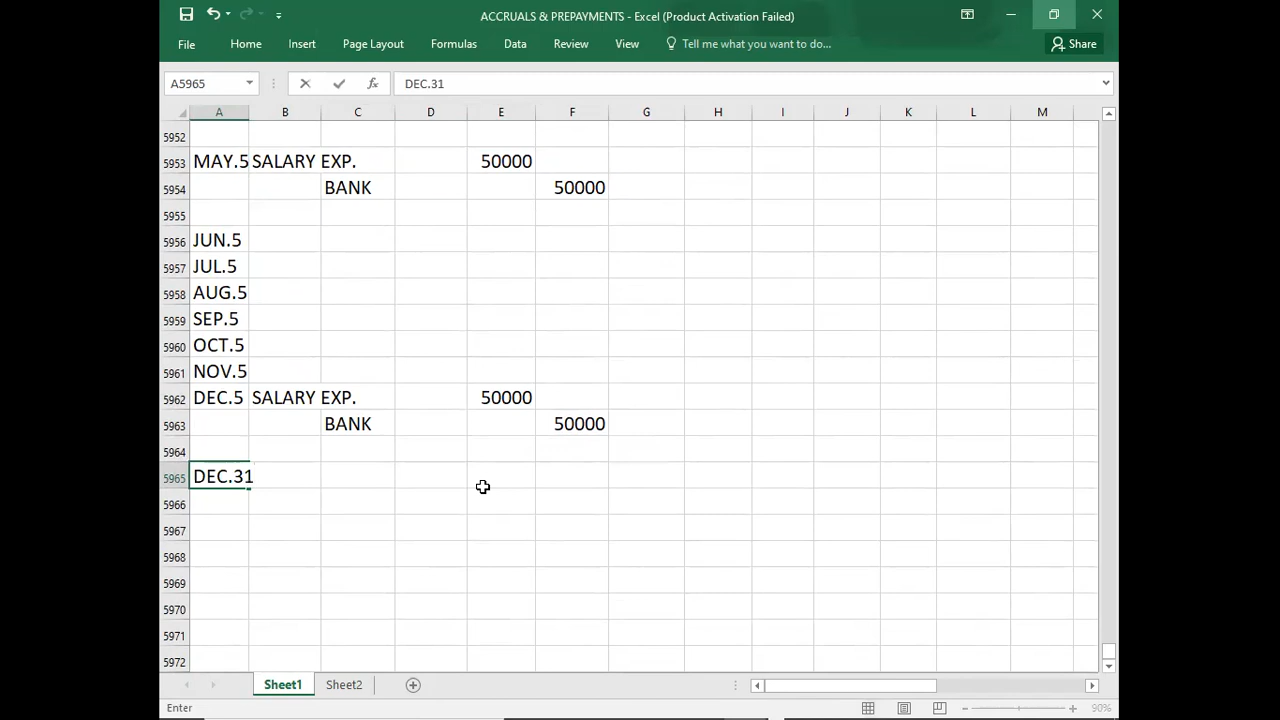 ACCRUALS & PREPAYMENTS - Excel (Product Activation Failed)
File Home Insert Page Layout Formulas Data Review View Tell me what you want to do... Share
A5965 fx DEC.31
A B C D E F G H I J K L M
5952
5953 MAY.5 SALARY EXP. 50000
5954 BANK 50000
5955
5956 JUN.5
5957 JUL.5
5958 AUG.5
5959 SEP.5
5960 OCT.5
5961 NOV.5
5962 DEC.5 SALARY EXP. 50000
5963 BANK 50000
5964
5965 DEC.31
5966
5967
5968
5969
5970
5971
5972
Sheet1 Sheet2
Enter 90%